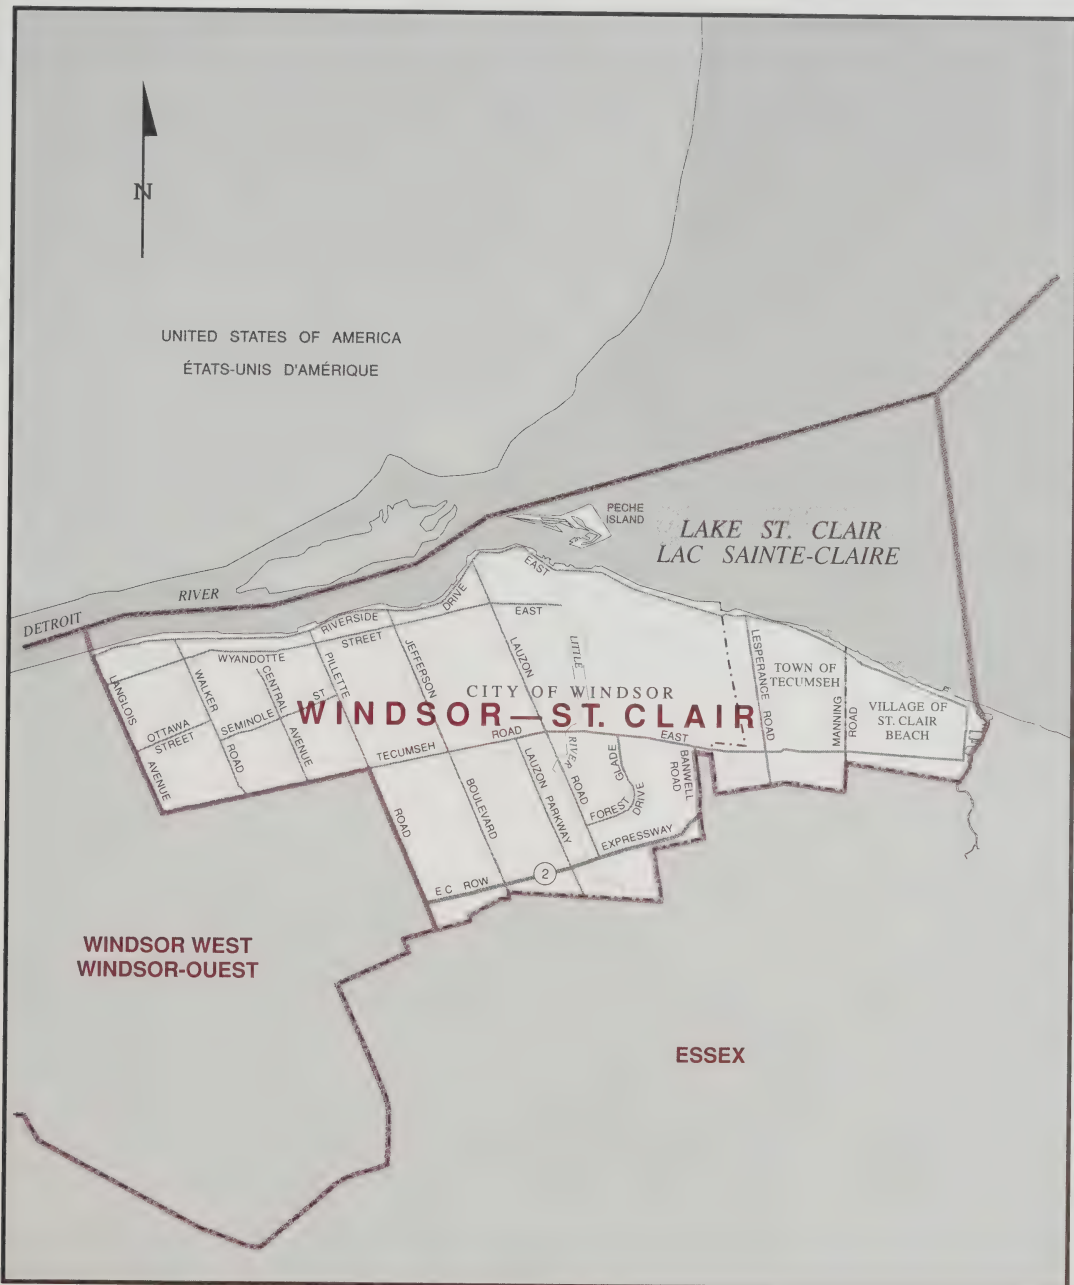 N
UNITED STATES OF AMERICA
ÉTATS-UNIS D'AMÉRIQUE
PECHE
ISLAND
LAKE ST. CLAIR
LAC SAINTE-CLAIRE
DETROIT RIVER
RIVERSIDE DRIVE EAST
WYANDOTTE STREET EAST
LANGLOIS AVENUE
OTTAWA
STREET
WALKER ROAD
SEMINOLE ST
CENTRAL AVENUE
PILLETTE ROAD
JEFFERSON BOULEVARD
LAUZON ROAD
LITTLE RIVER
LAUZON PARKWAY
TECUMSEH ROAD EAST
FOREST GLADE DRIVE
BANWELL
ROAD
LESPERANCE ROAD
MANNING
ROAD
CITY OF WINDSOR
WINDSOR—ST. CLAIR
TOWN OF
TECUMSEH
VILLAGE OF
ST. CLAIR
BEACH
E.C ROW EXPRESSWAY
2
WINDSOR WEST
WINDSOR-OUEST
ESSEX